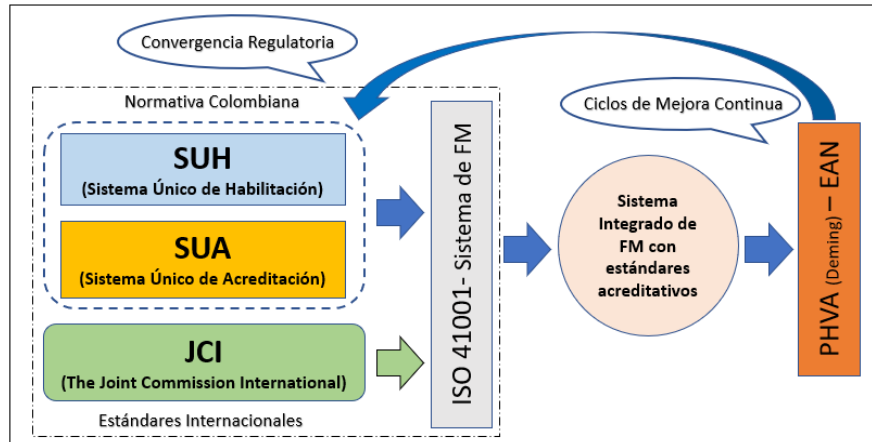 Convergencia Regulatoria
Normativa Colombiana
Ciclos de Mejora Continua
SUH
(Sistema Único de Habilitación)
SUA
(Sistema Único de Acreditación)
JCI
(The Joint Commission International)
Estándares Internacionales
ISO 41001- Sistema de FM
Sistema
Integrado de
FM con
estándares
acreditativos
PHVA (Deming) – EAN